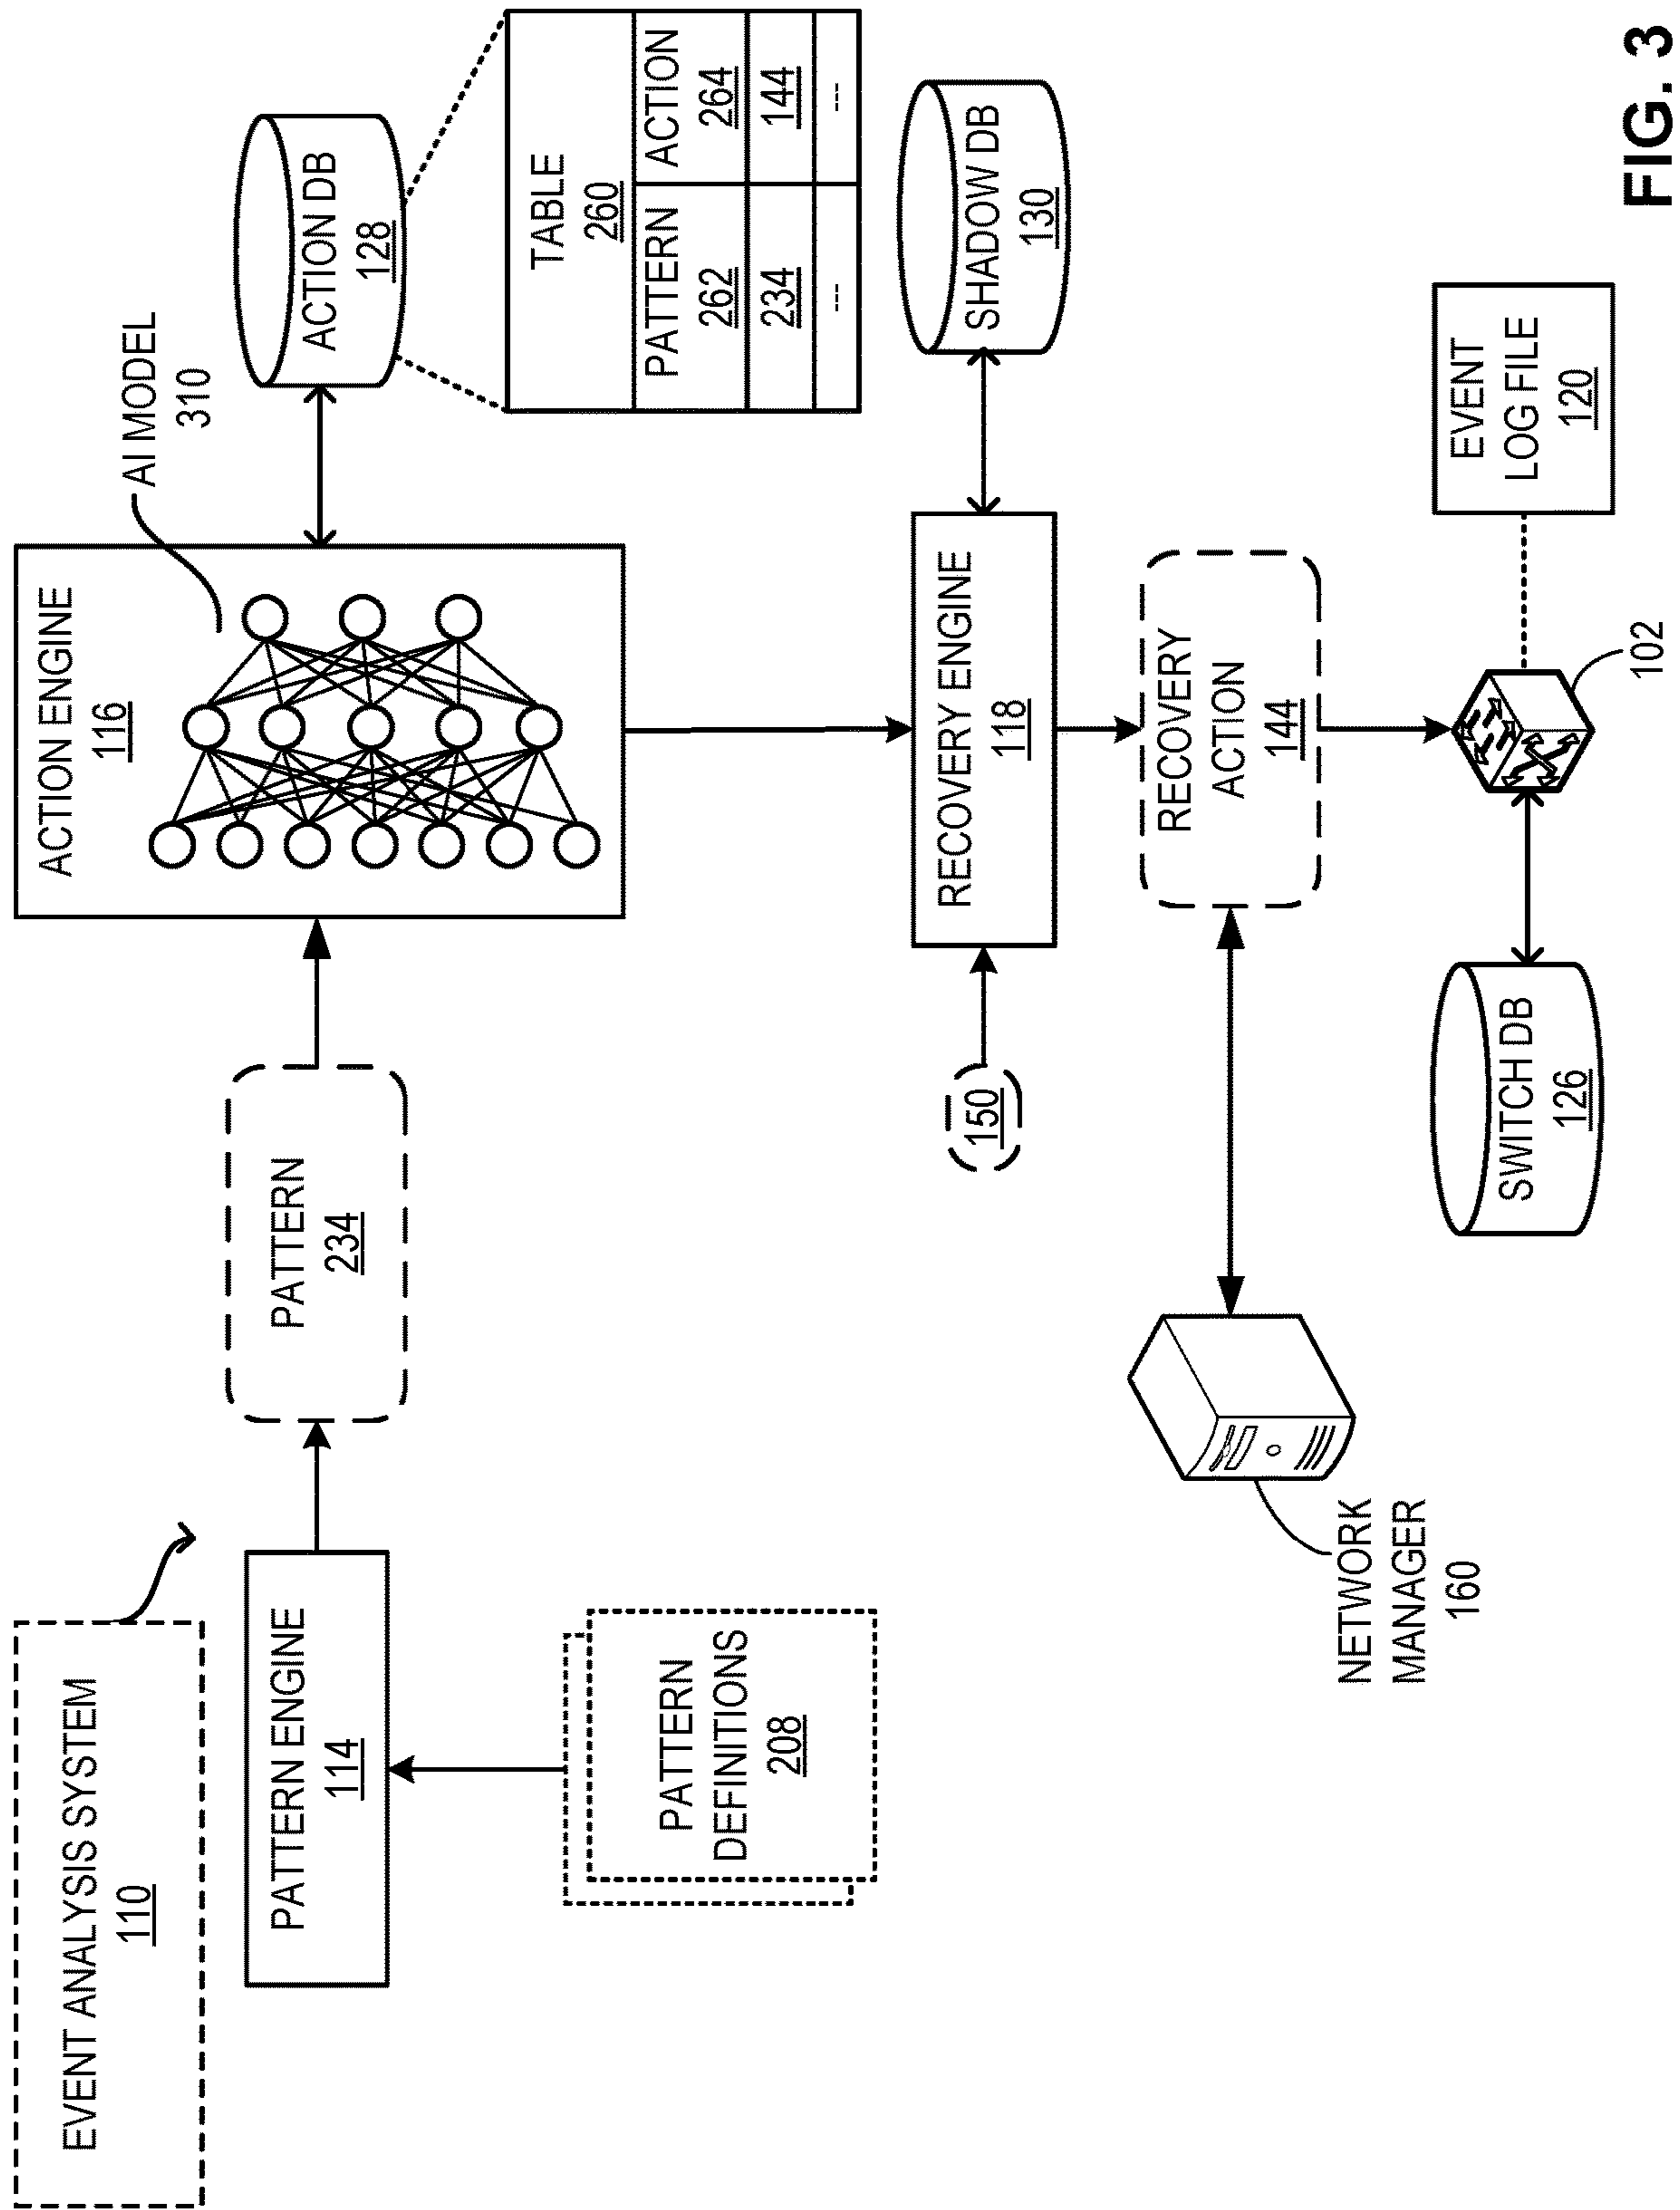 EVENT ANALYSIS SYSTEM
110
PATTERN ENGINE
114
PATTERN
DEFINITIONS
208
PATTERN
234
ACTION ENGINE
116
AI MODEL
310
ACTION DB
128
TABLE
260
PATTERN
262
ACTION
264
234
144
---
---
150
RECOVERY ENGINE
118
SHADOW DB
130
NETWORK
MANAGER
160
RECOVERY
ACTION
144
SWITCH DB
126
102
EVENT
LOG FILE
120
FIG. 3